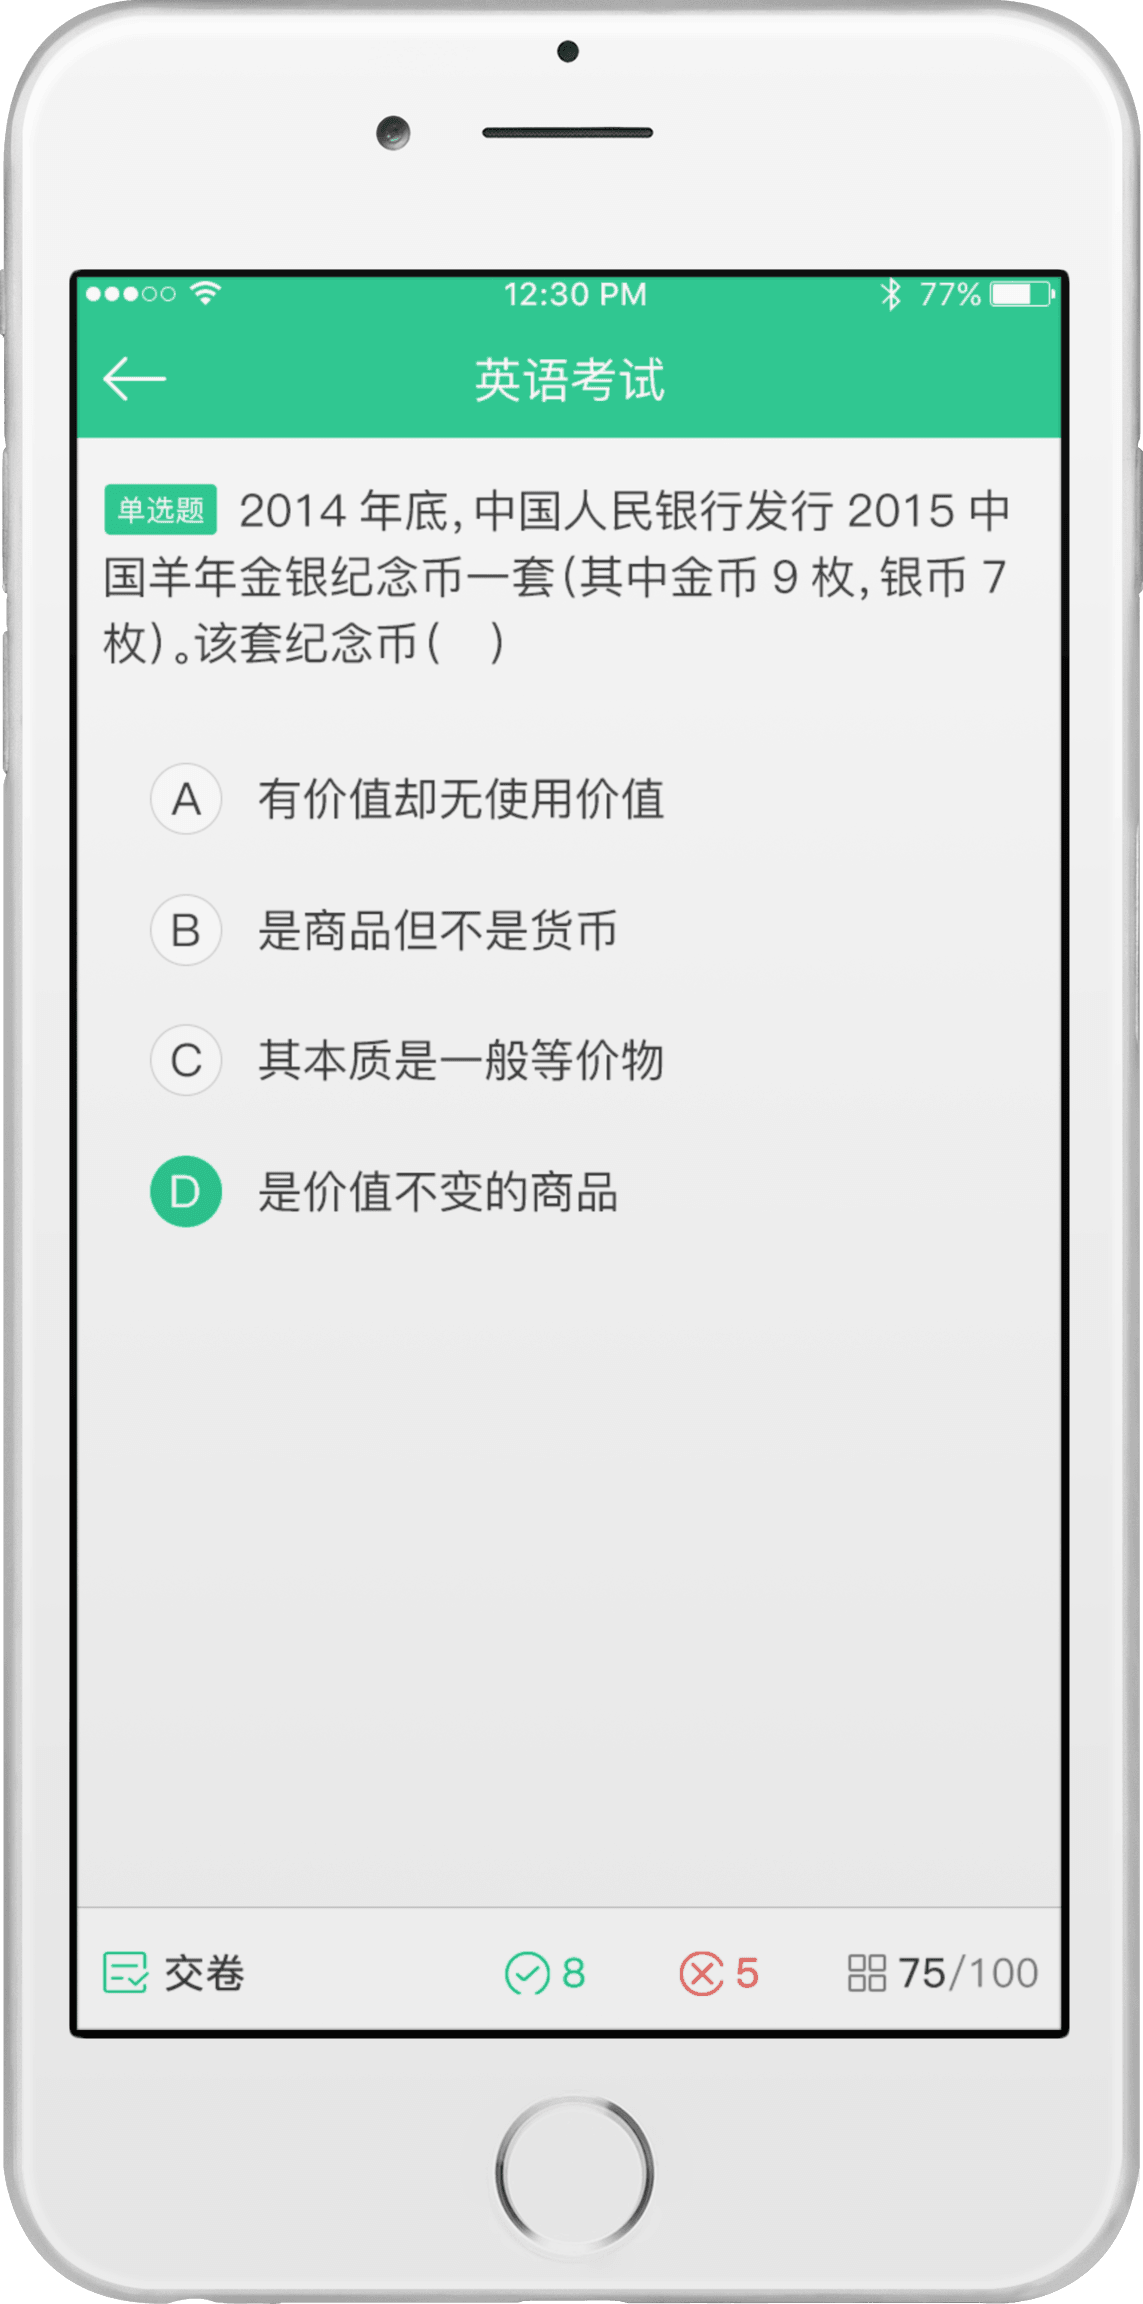 12:30 PM 77%
英语考试
单选题 2014 年底,中国人民银行发行 2015 中
国羊年金银纪念币一套(其中金币 9 枚,银币 7
枚)。该套纪念币( )
A 有价值却无使用价值
B 是商品但不是货币
C 其本质是一般等价物
D 是价值不变的商品
交卷 8 5 75/100